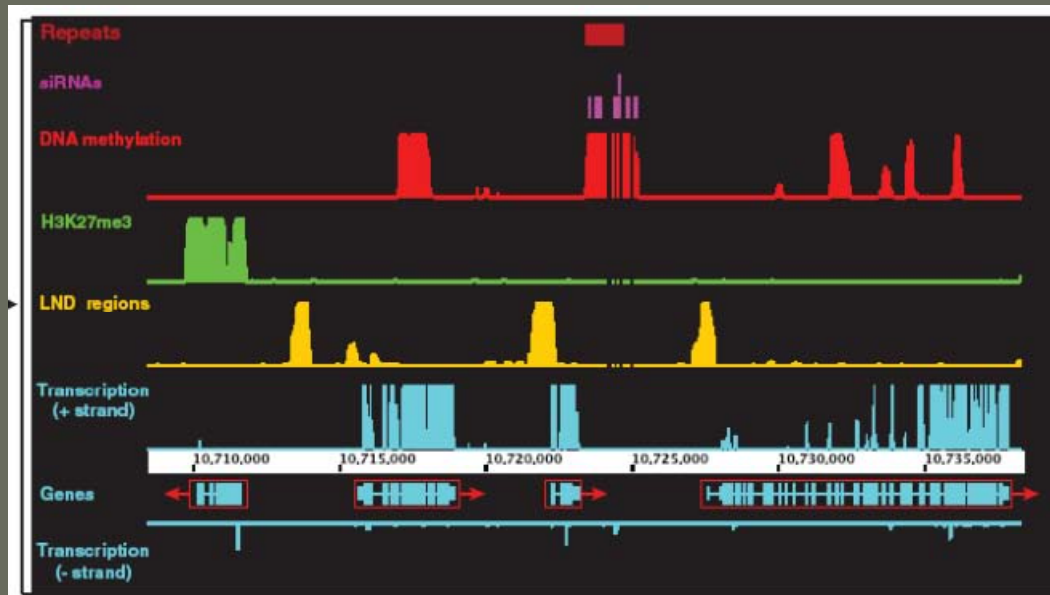 Repeats
siRNAs
DNA methylation
H3K27me3
LND regions
Transcription
(+ strand)
10,710,000 10,715,000 10,720,000 10,725,000 10,730,000 10,735,000
Genes
Transcription
(- strand)